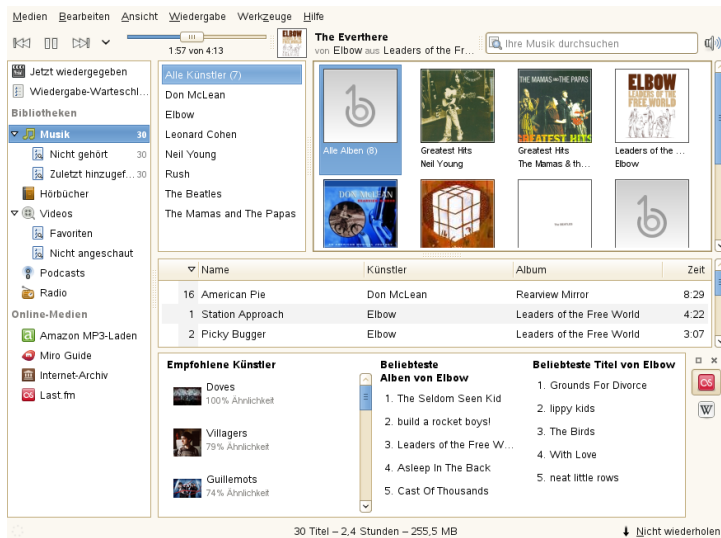 Medien Bearbeiten Ansicht Wiedergabe Werkzeuge Hilfe
1:57 von 4:13
The Everthere
von Elbow aus Leaders of the Fr...
Ihre Musik durchsuchen
Jetzt wiedergegeben
Wiedergabe-Warteschl...
Bibliotheken
Musik 30
Nicht gehört 30
Zuletzt hinzugef... 30
Hörbücher
Videos
Favoriten
Nicht angeschaut
Podcasts
Radio
Online-Medien
Amazon MP3-Laden
Miro Guide
Internet-Archiv
Last.fm
Alle Künstler (7)
Don McLean
Elbow
Leonard Cohen
Neil Young
Rush
The Beatles
The Mamas and The Papas
THE MAMAS and THE PAPAS
GREATEST HITS
ELBOW
LEADERS OF THE
FREE WORLD
Alle Alben (8)
Greatest Hits
Neil Young
Greatest Hits
The Mamas & th...
Leaders of the ...
Elbow
DON McLEAN
Name Künstler Album Zeit
16 American Pie Don McLean Rearview Mirror 8:29
1 Station Approach Elbow Leaders of the Free World 4:22
2 Picky Bugger Elbow Leaders of the Free World 3:07
Empfohlene Künstler
Doves
100% Ähnlichkeit
Villagers
79% Ähnlichkeit
Guillemots
74% Ähnlichkeit
Beliebteste
Alben von Elbow
1. The Seldom Seen Kid
2. build a rocket boys!
3. Leaders of the Free W...
4. Asleep In The Back
5. Cast Of Thousands
Beliebteste Titel von Elbow
1. Grounds For Divorce
2. lippy kids
3. The Birds
4. With Love
5. neat little rows
W
30 Titel – 2,4 Stunden – 255,5 MB
Nicht wiederholen